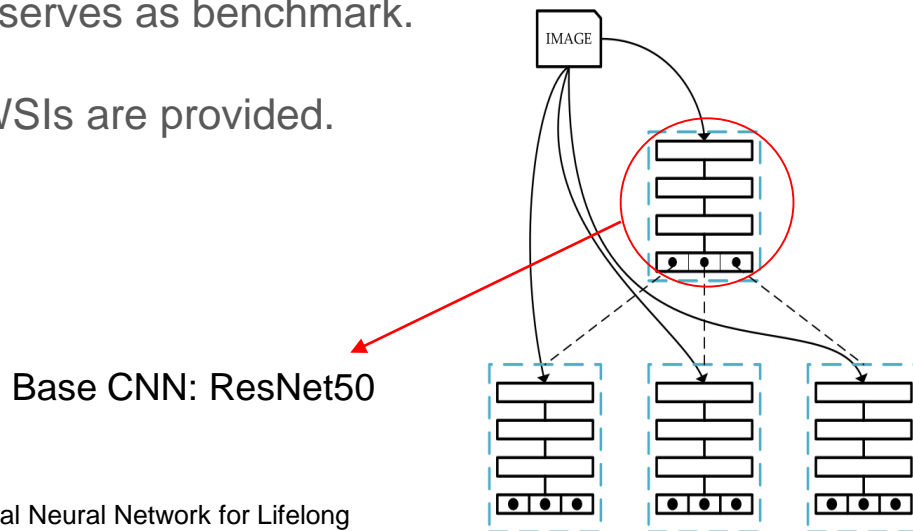 serves as benchmark.
IMAGE
WSIs are provided.
Base CNN: ResNet50
al Neural Network for Lifelong